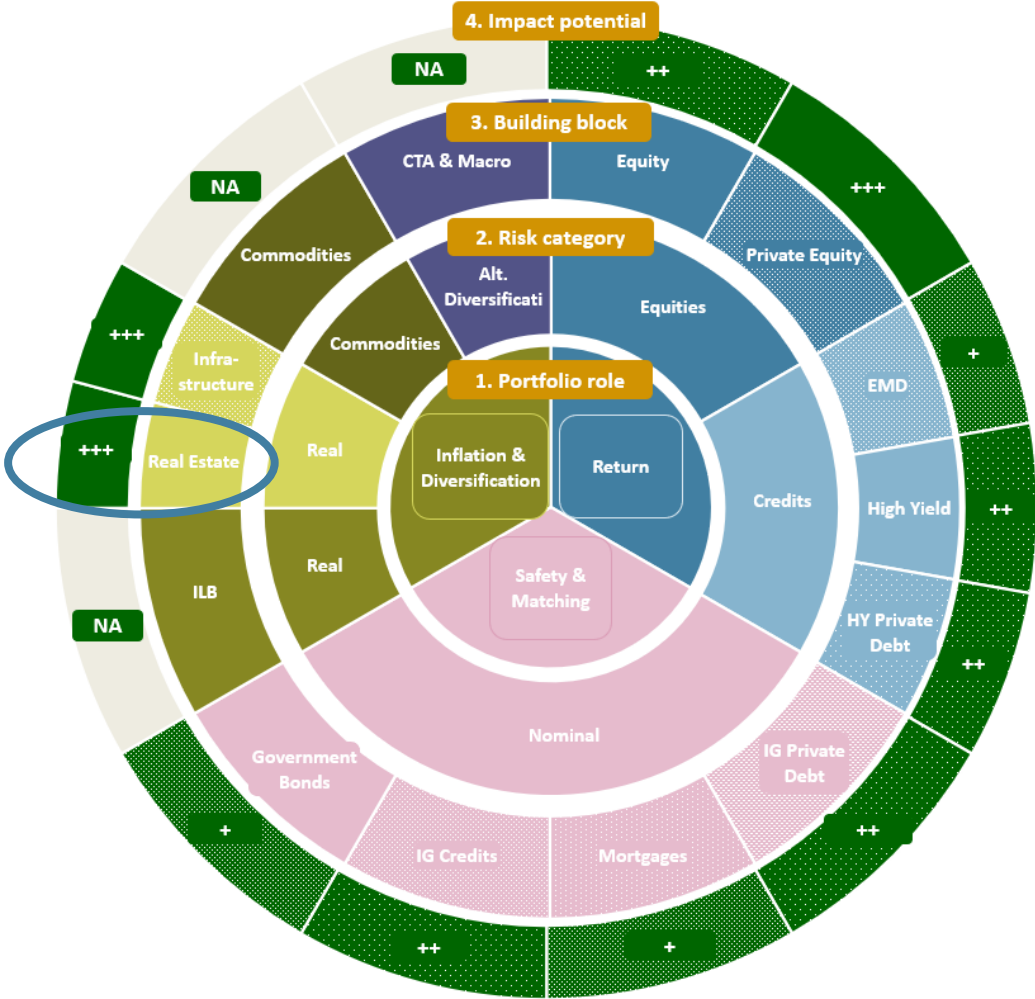 4. Impact potential
NA
++
3. Building block
CTA & Macro
Equity
+++
NA
2. Risk category
Commodities
Private Equity
Alt.
Diversificati
Equities
+++
Commodities
Infra-
structure
+
1. Portfolio role
EMD
+++
Real Estate
Real
Inflation &
Diversification
Return
Credits
High Yield
++
Real
ILB
Safety &
Matching
NA
HY Private
Debt
++
Nominal
Government
Bonds
IG Private
Debt
+
++
IG Credits
Mortgages
++
+